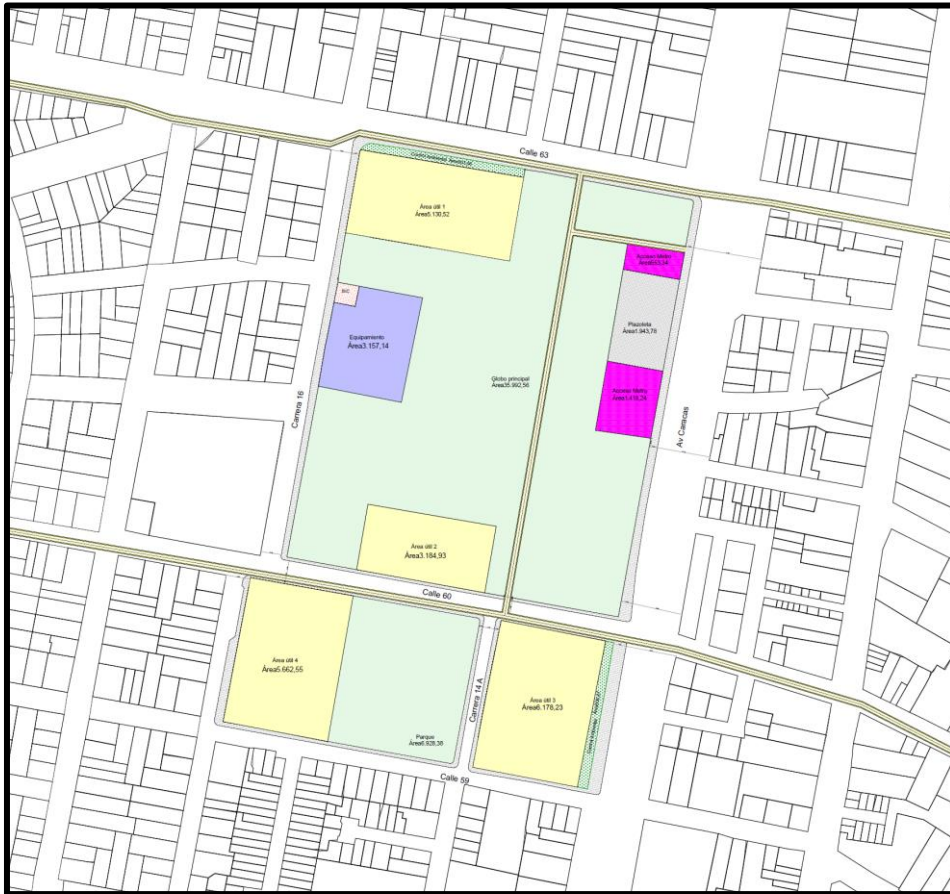 Calle 63
Área útil 1
Área5.130,52
Acceso Metro
BIC
Plazoleta
Área1.943,78
Equipamiento
Área3.157,14
Globo principal
Área35.992,56
Acceso Metro
Carrera 16
Av Caracas
Área útil 2
Área3.184,93
Calle 60
Área útil 4
Área5.662,55
Carrera 14 A
Área útil 3
Área6.178,23
Parque
Área6.928,38
Calle 59